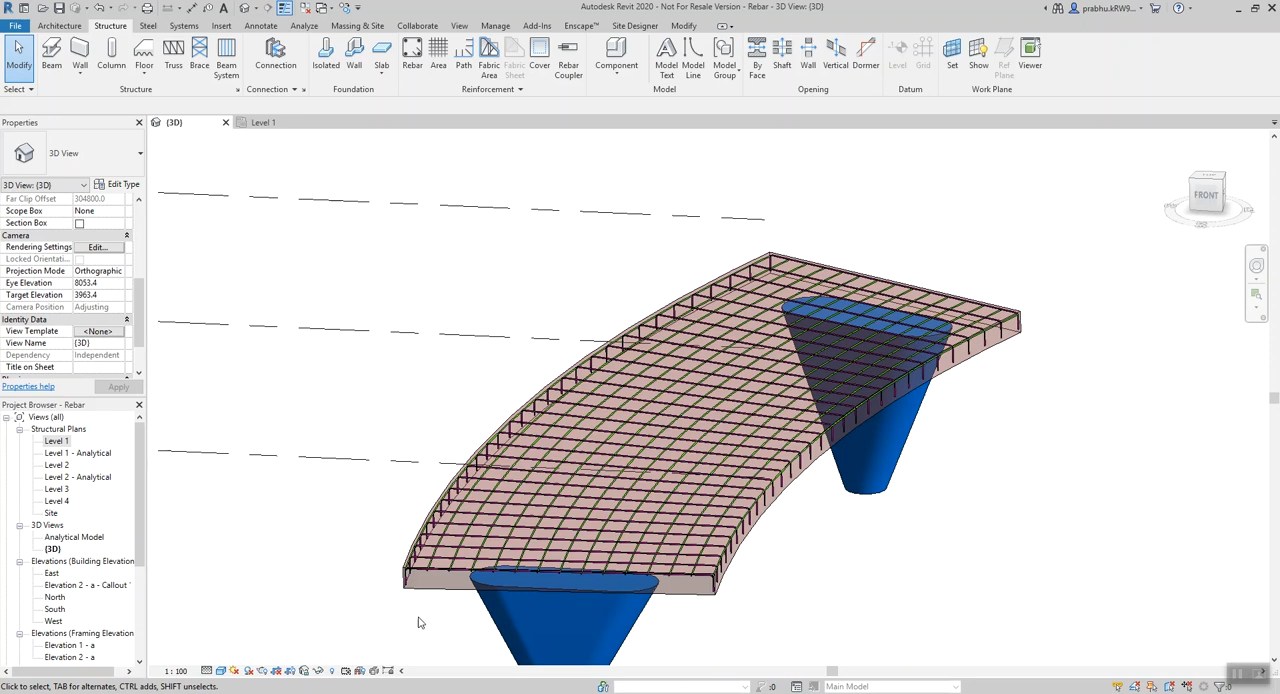 Autodesk Revit 2020 - Not For Resale Version - Rebar - 3D View: {3D}
prabhu.kRW9...
File Architecture Structure Steel Systems Insert Annotate Analyze Massing & Site Collaborate View Manage Add-Ins Enscape™ Site Designer Modify
Modify Beam Wall Column Floor Truss Brace Beam System Connection Isolated Wall Slab Rebar Area Path Fabric Area Fabric Sheet Cover Rebar Coupler Component Model Text Model Line Model Group By Face Shaft Wall Vertical Dormer Level Grid Set Show Ref Plane Viewer
Select Structure Connection Foundation Reinforcement Model Opening Datum Work Plane
Properties
{3D}
Level 1
3D View
3D View: {3D}
Edit Type
Far Clip Offset 304800.0
Scope Box None
Section Box
Camera
Rendering Settings Edit...
Locked Orientati...
Projection Mode Orthographic
Eye Elevation 8053.4
Target Elevation 3963.4
Camera Position Adjusting
Identity Data
View Template <None>
View Name {3D}
Dependency Independent
Title on Sheet
Properties help
Apply
Project Browser - Rebar
Views (all)
Structural Plans
Level 1
Level 1 - Analytical
Level 2
Level 2 - Analytical
Level 3
Level 4
Site
3D Views
Analytical Model
{3D}
Elevations (Building Elevation
East
Elevation 2 - a - Callout
North
South
West
Elevations (Framing Elevation
Elevation 1 - a
Elevation 2 - a
FRONT
1 : 100
Click to select, TAB for alternates, CTRL adds, SHIFT unselects.
:0
Main Model
:0